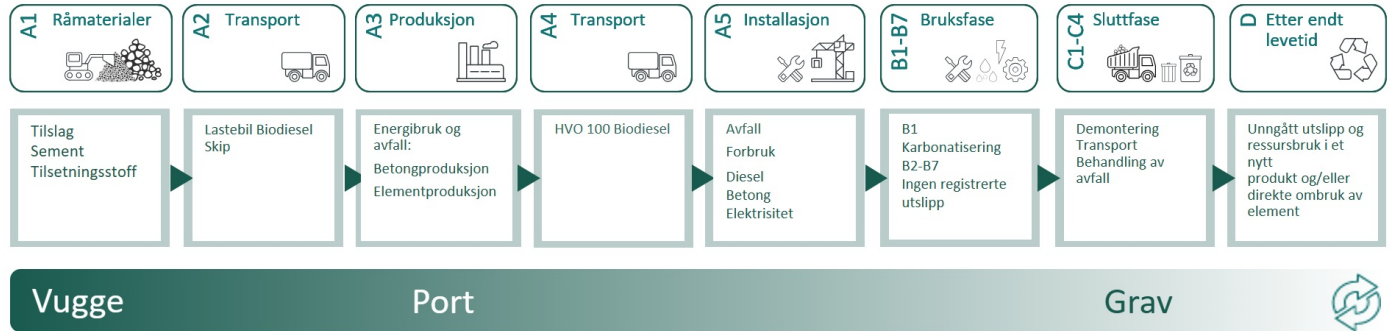 A1 Råmaterialer
A2 Transport
A3 Produksjon
A4 Transport
A5 Installasjon
B1-B7 Bruksfase
C1-C4 Sluttfase
D Etter endt
levetid
Tilslag
Sement
Tilsetningsstoff
Lastebil Biodiesel
Skip
Energibruk og
avfall:
Betongproduksjon
Elementproduksjon
HVO 100 Biodiesel
Avfall
Forbruk
Diesel
Betong
Elektrisitet
B1
Karbonatisering
B2-B7
Ingen registrerte
utslipp
Demontering
Transport
Behandling av
avfall
Unngått utslipp og
ressursbruk i et
nytt
produkt og/eller
direkte ombruk av
element
Vugge
Port
Grav